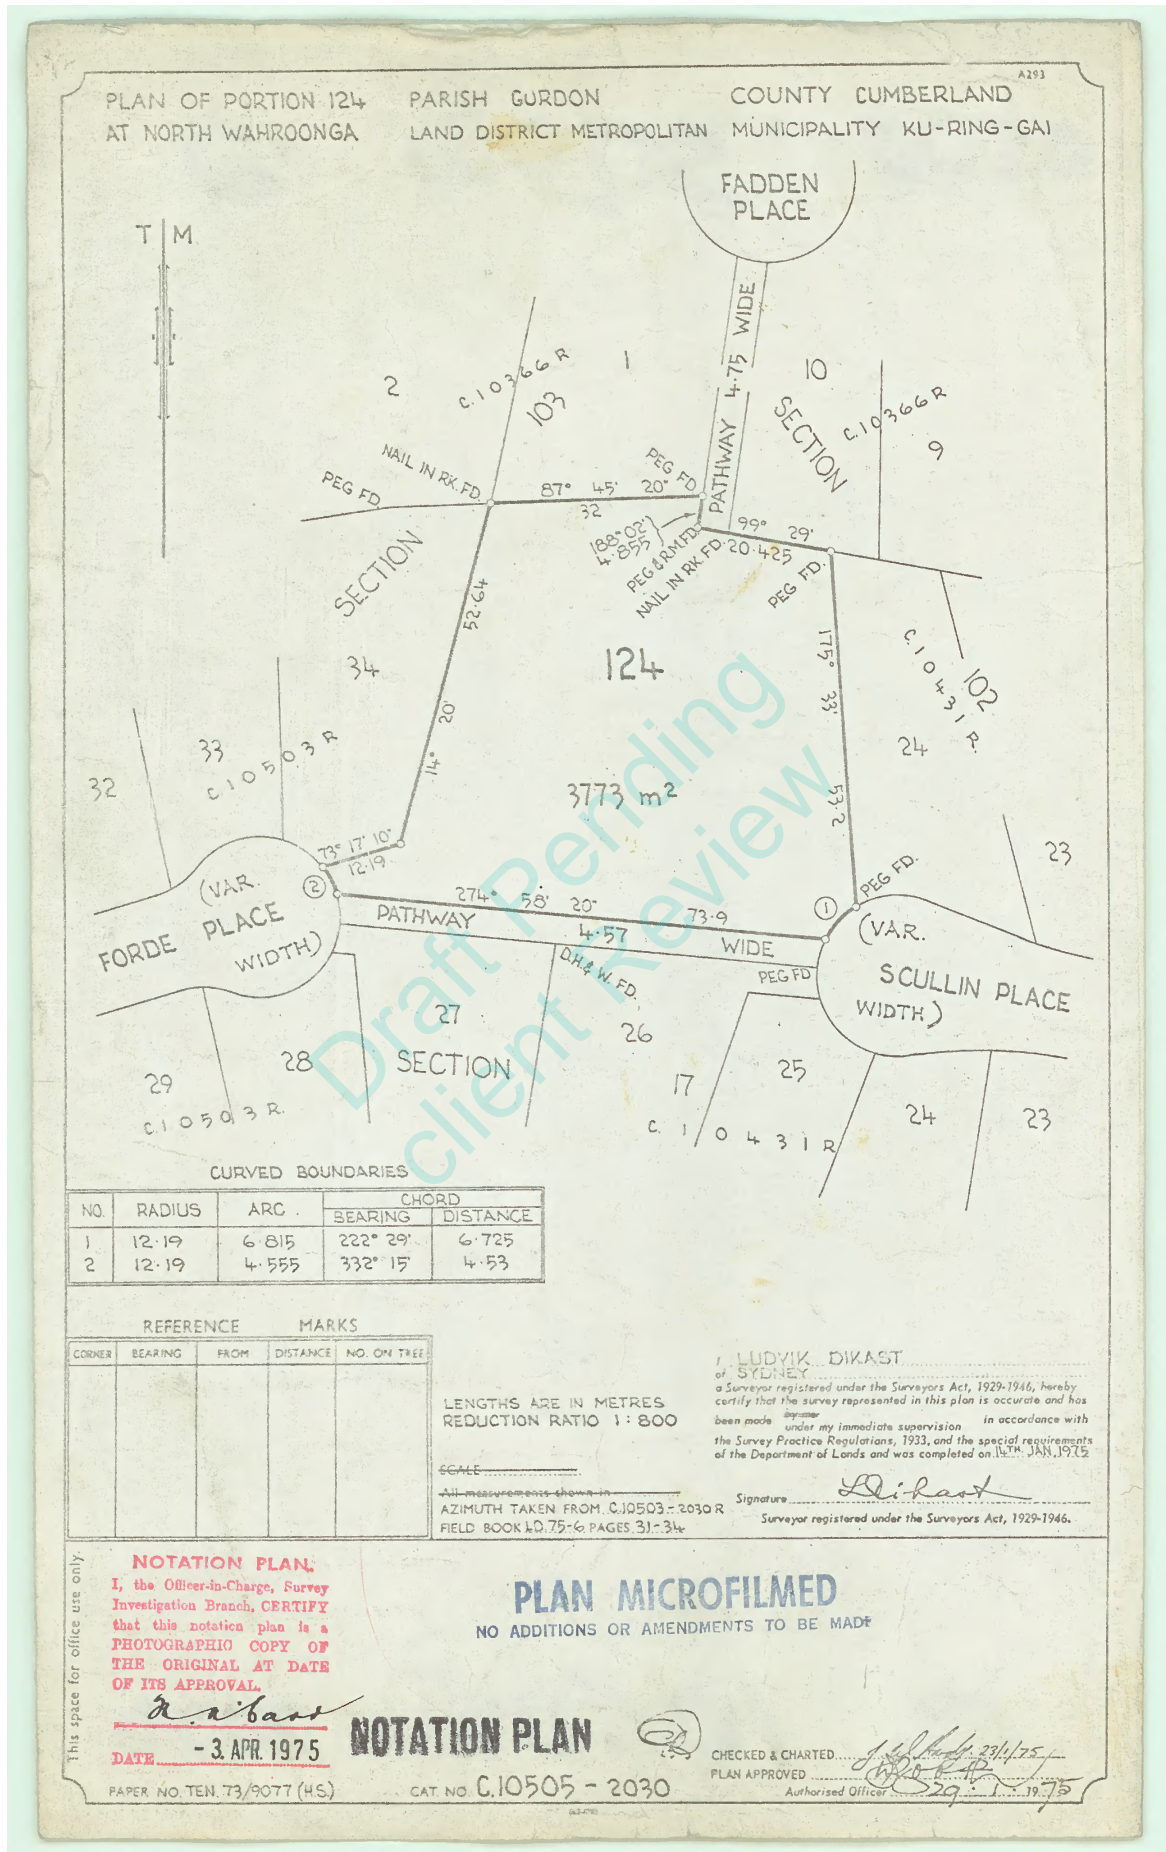 A293
PLAN OF PORTION 124 PARISH GURDON COUNTY CUMBERLAND
AT NORTH WAHROONGA LAND DISTRICT METROPOLITAN MUNICIPALITY KU-RING-GAI
FADDEN
PLACE
T M
PATHWAY 4·75 WIDE
2
C.10366 R
103
1
10
SECTION
C.10366 R
9
NAIL IN RK. FD.
PEG FD.
PEG FD.
87° 45' 20"
32
188°02'
4·855
PEG & R.M. FD.
NAIL IN RK. FD.
99° 29'
20·425
PEG FD.
SECTION
52·64
14° 20'
34
33
C 10503 R
32
124
3773 m²
175° 33'
53·2
C.10431 R.
102
24
23
73° 17' 10"
12·19
2
274° 58' 20" 73·9
PATHWAY 4·57 WIDE
1
PEG FD.
(VAR.
FORDE PLACE
WIDTH)
(VAR.
SCULLIN PLACE
WIDTH)
D.H.& W. FD.
PEG FD
27
SECTION
26
28
29
C.10503 R.
17
25
C. 10431 R
24
23
Draft Pending
client Review
CURVED BOUNDARIES
NO. RADIUS ARC. CHORD
BEARING DISTANCE
1 12·19 6·815 222° 29' 6·725
2 12·19 4·555 332° 15' 4·53
REFERENCE MARKS
CORNER BEARING FROM DISTANCE NO. ON TREE
LENGTHS ARE IN METRES
REDUCTION RATIO 1:800
SCALE
All measurements shown in
AZIMUTH TAKEN FROM C.10503-2030 R
FIELD BOOK L.D. 75-6 PAGES 31-34
I LUDVIK DIKAST
of SYDNEY
a Surveyor registered under the Surveyors Act, 1929-1946, hereby
certify that the survey represented in this plan is accurate and has
been made by me
under my immediate supervision in accordance with
the Survey Practice Regulations, 1933, and the special requirements
of the Department of Lands and was completed on 14TH. JAN. 1975
Signature LDikast
Surveyor registered under the Surveyors Act, 1929-1946.
This space for office use only.
NOTATION PLAN.
I, the Officer-in-Charge, Survey
Investigation Branch, CERTIFY
that this notation plan is a
PHOTOGRAPHIC COPY OF
THE ORIGINAL AT DATE
OF ITS APPROVAL.
DATE -3. APR. 1975
PLAN MICROFILMED
NO ADDITIONS OR AMENDMENTS TO BE MADE
NOTATION PLAN
CHECKED & CHARTED 23/1/75
PLAN APPROVED
Authorised Officer 29 · 1 · 1975
PAPER NO. TEN. 73/9077 (H.S.) CAT. NO. C.10505 - 2030